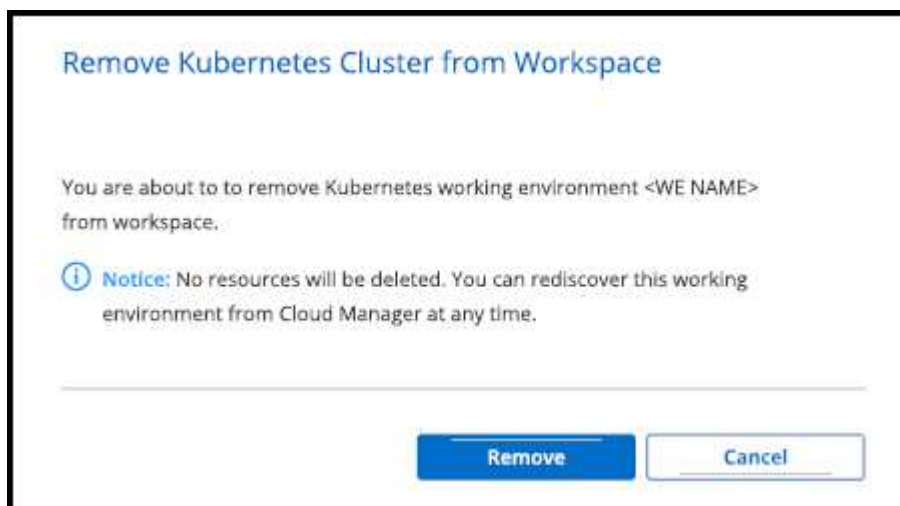 Remove Kubernetes Cluster from Workspace
You are about to to remove Kubernetes working environment <WE NAME>
from workspace.
Notice: No resources will be deleted. You can rediscover this working
environment from Cloud Manager at any time.
Remove
Cancel